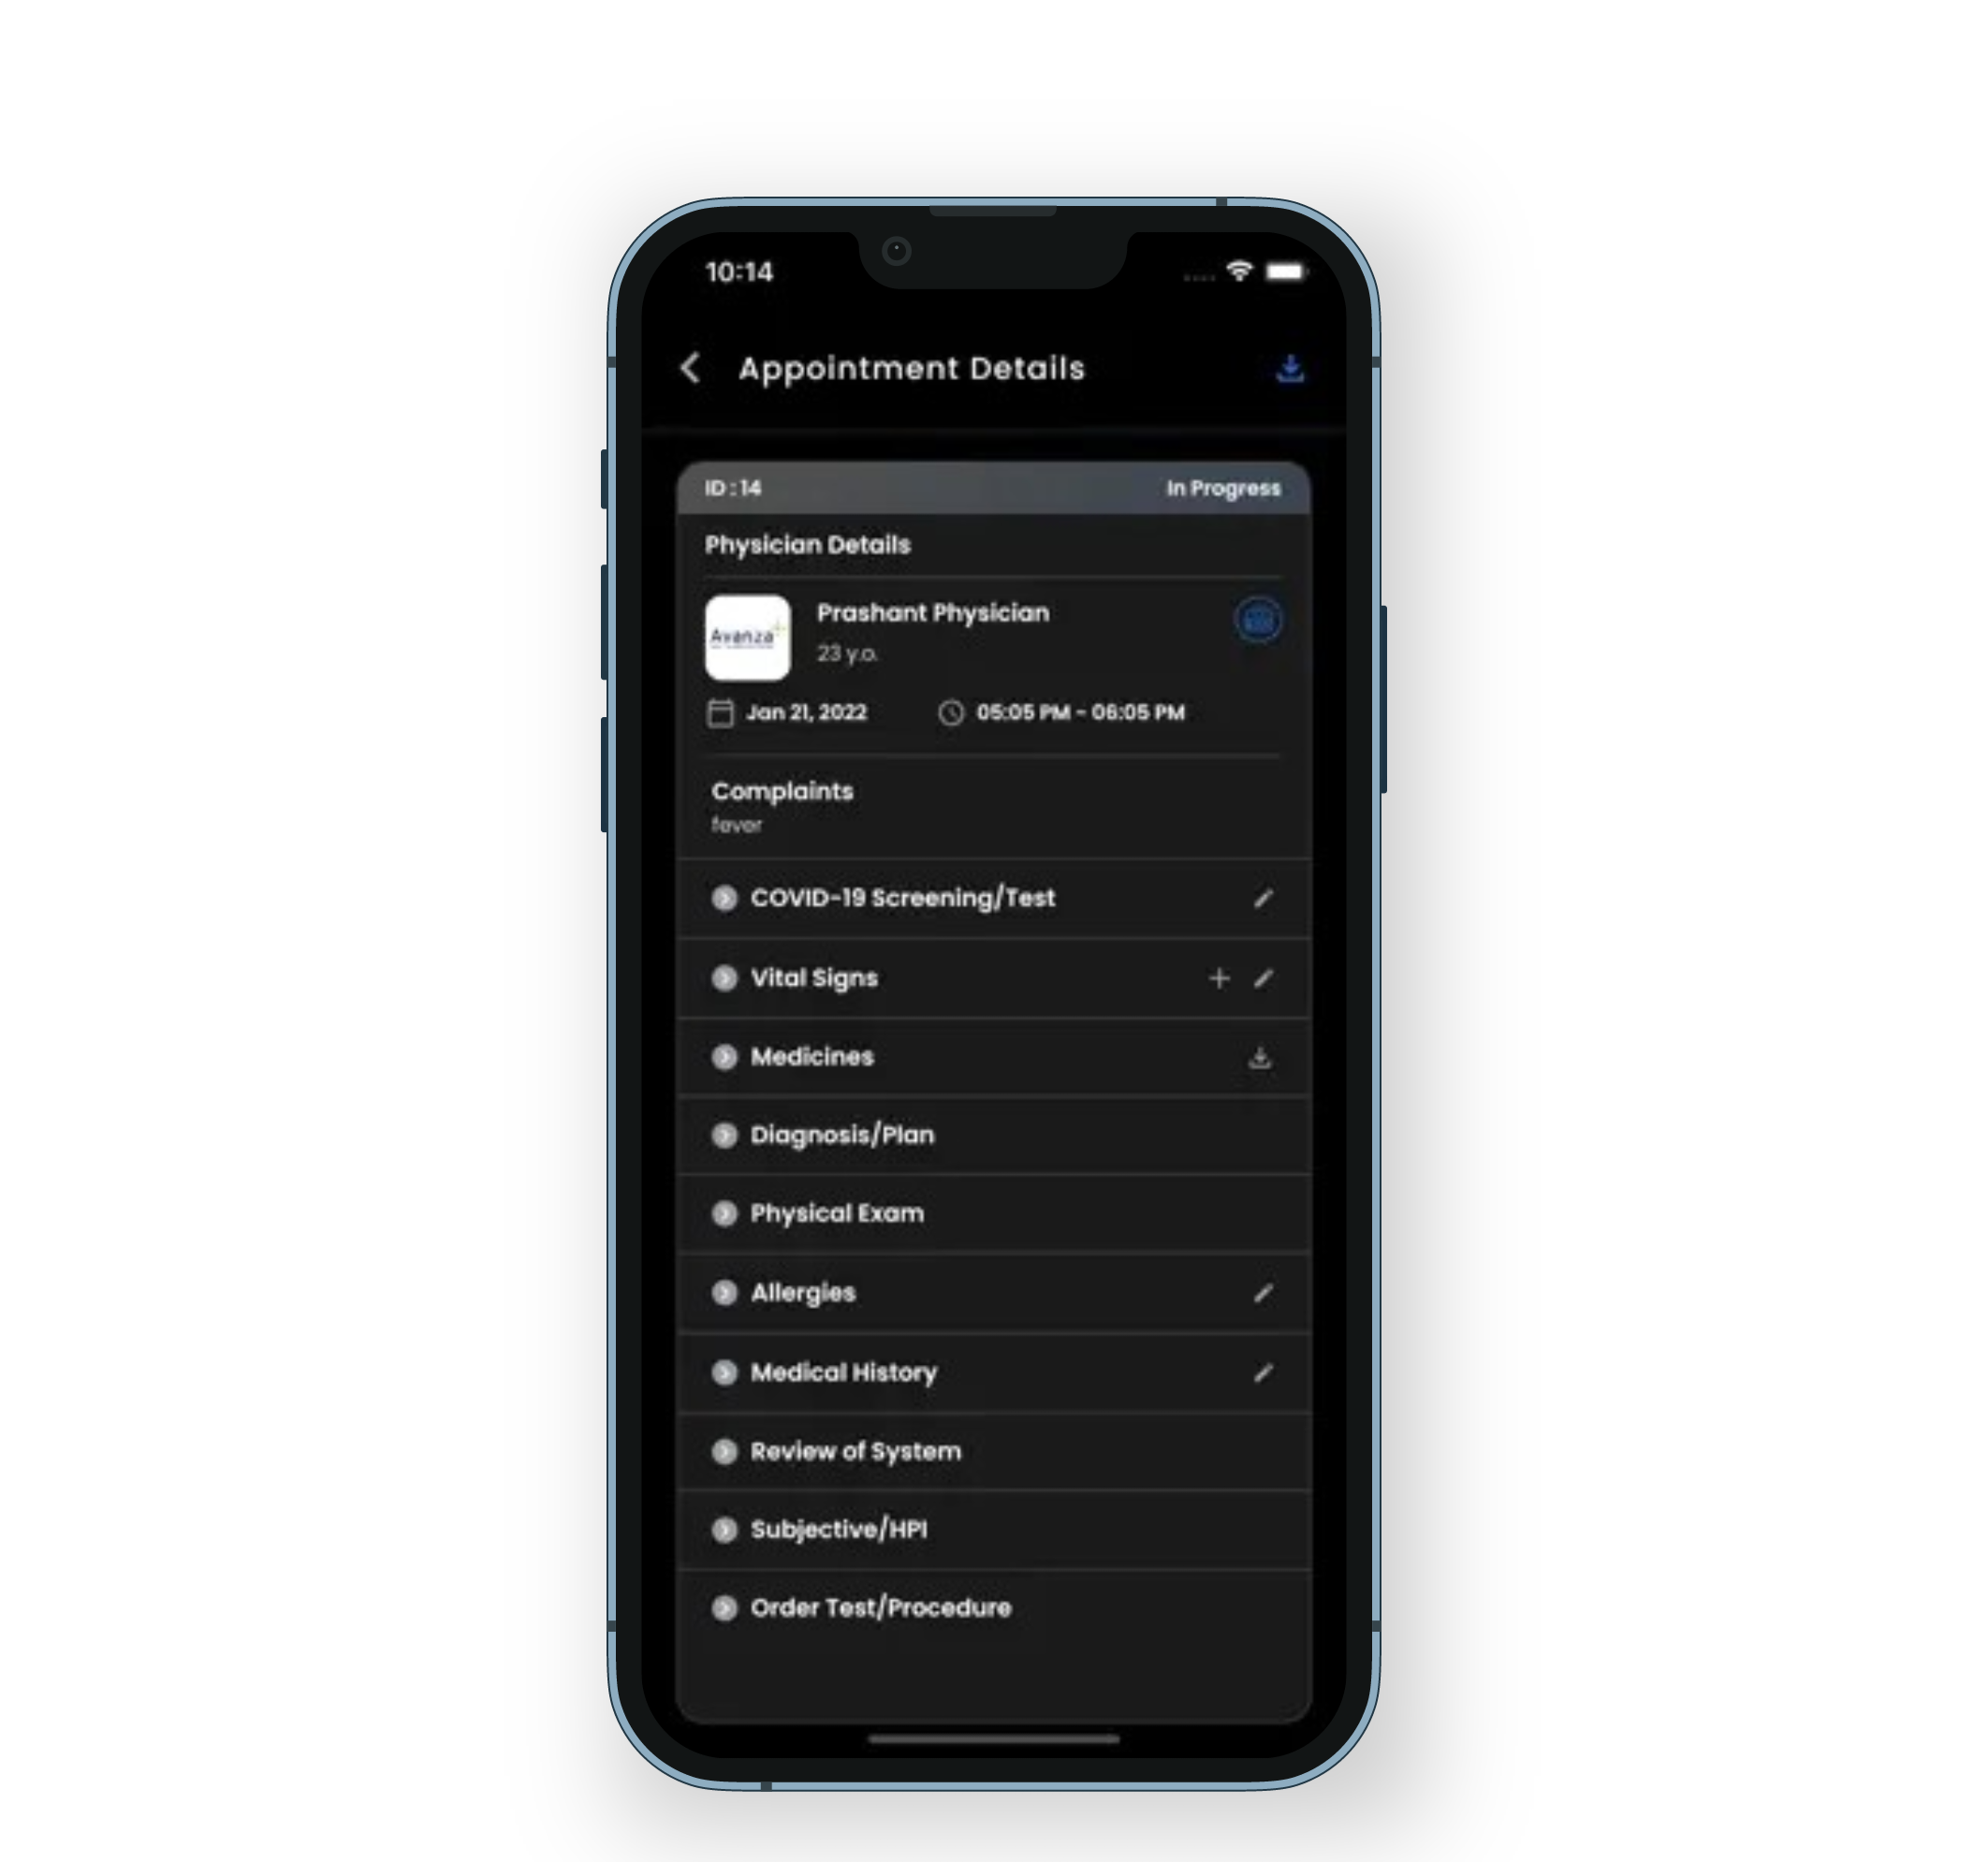 10:14
Appointment Details
ID : 14
In Progress
Physician Details
Avanza
Prashant Physician
23 y.o.
Jan 21, 2022
05:05 PM - 06:05 PM
Complaints
fever
COVID-19 Screening/Test
Vital Signs
Medicines
Diagnosis/Plan
Physical Exam
Allergies
Medical History
Review of System
Subjective/HPI
Order Test/Procedure